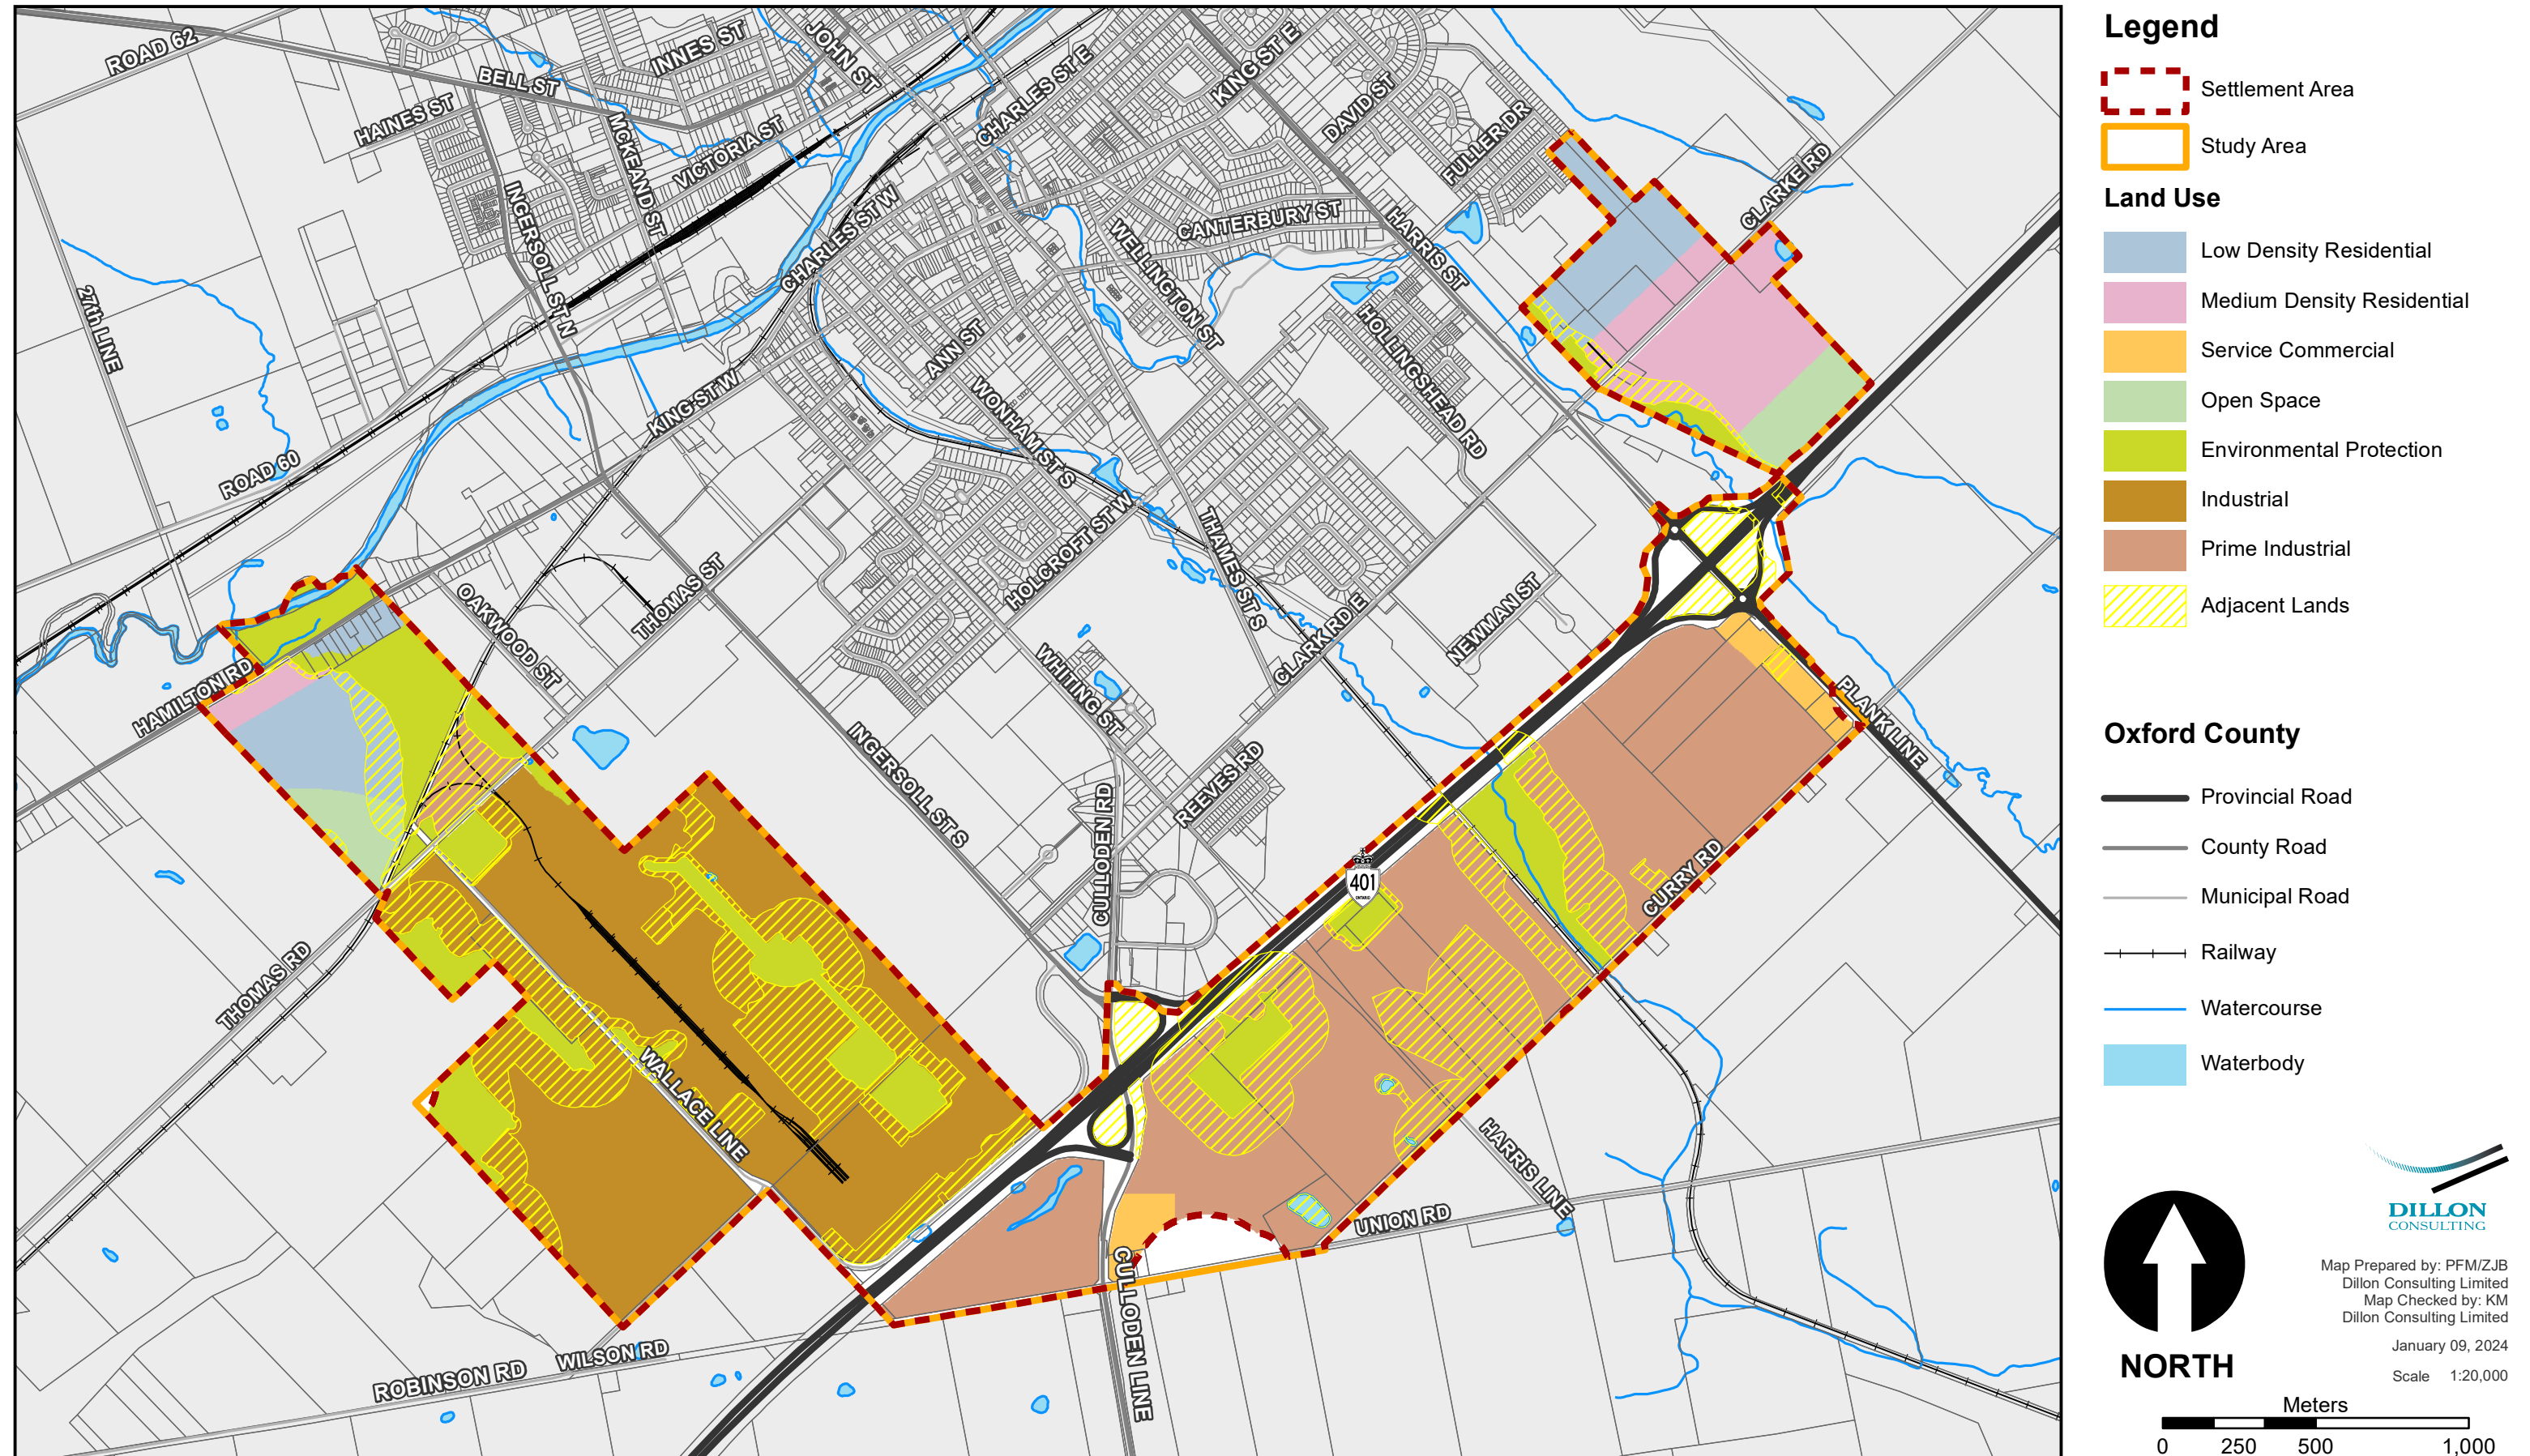 ROAD 62
INNES ST
JOHN ST
BELL ST
HAINES ST
MCKEAND ST
VICTORIA ST
CHARLES ST E
KING ST E
DAVID ST
FULLER DR
CLARKE RD
INGERSOLL ST N
CHARLES ST W
WELLINGTON ST
CANTERBURY ST
HARRIS ST
27th LINE
ANN ST
HOLLINGSHEAD RD
KING ST W
WONHAM ST S
ROAD 60
HOLCROFT ST W
THAMES ST S
OAKWOOD ST
THOMAS ST
NEWMAN ST
CLARK RD E
WHITING ST
HAMILTON RD
PLANK LINE
INGERSOLL ST S
REEVES RD
CULLODEN RD
401
ONTARIO
CURRY RD
THOMAS RD
WALLACE LINE
HARRIS LINE
UNION RD
CULLODEN LINE
WILSON RD
ROBINSON RD
Legend
Settlement Area
Study Area
Land Use
Low Density Residential
Medium Density Residential
Service Commercial
Open Space
Environmental Protection
Industrial
Prime Industrial
Adjacent Lands
Oxford County
Provincial Road
County Road
Municipal Road
Railway
Watercourse
Waterbody
DILLON
CONSULTING
NORTH
Map Prepared by: PFM/ZJB
Dillon Consulting Limited
Map Checked by: KM
Dillon Consulting Limited
January 09, 2024
Scale 1:20,000
Meters
0 250 500 1,000